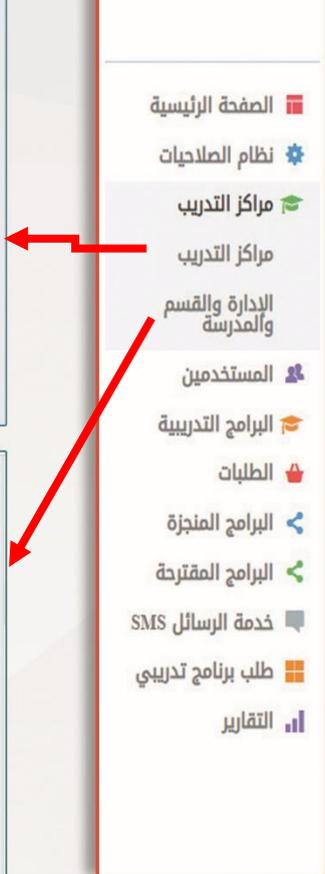 الصفحة الرئيسية
نظام الصلاحيات
مراكز التدريب
مراكز التدريب
الإدارة والقسم
والمدرسة
المستخدمين
البرامج التدريبية
الطلبات
البرامج المنجزة
البرامج المقترحة
خدمة الرسائل SMS
طلب برنامج تدريبي
التقارير